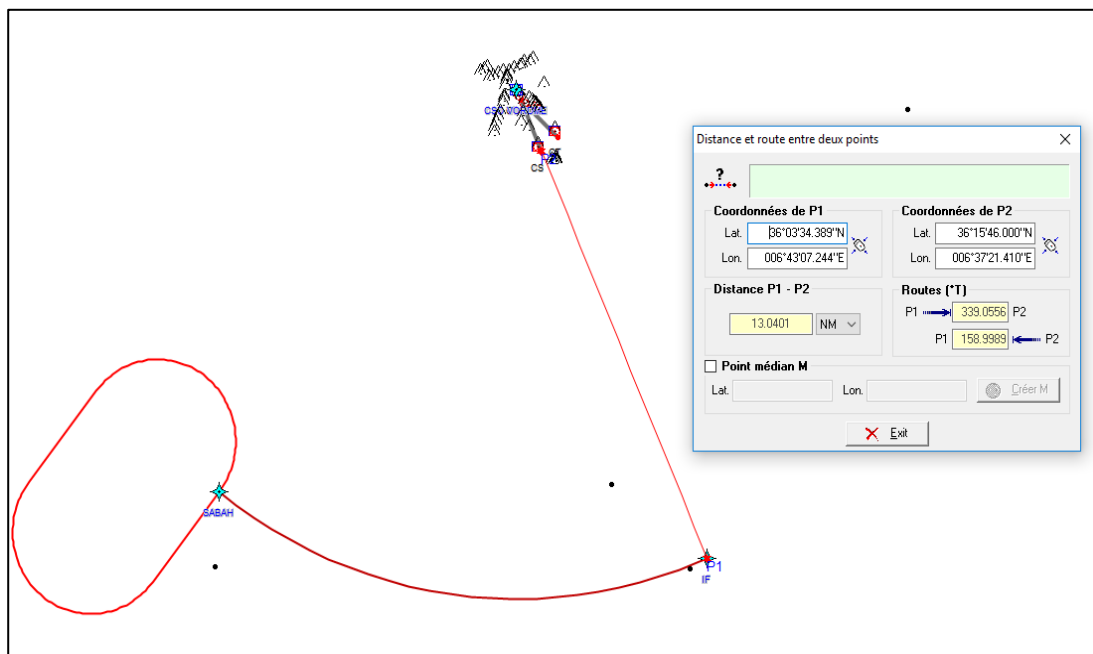 CSO VORDME
CS
SABAH
P1
IF
Distance et route entre deux points
?
Coordonnées de P1
Lat. 36°03'34.389"N
Lon. 006°43'07.244"E
Coordonnées de P2
Lat. 36°15'46.000"N
Lon. 006°37'21.410"E
Distance P1 - P2
13.0401 NM
Routes (°T)
P1 339.0556 P2
P1 158.9989 P2
Point médian M
Lat. Lon. Créer M
Exit